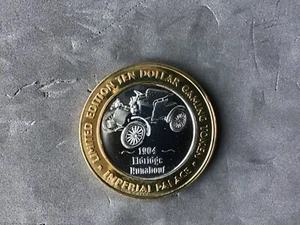 LIMITED EDITION TEN DOLLAR GAMING TOKEN
1904
Eldridge
Runabout
IMPERIAL PALACE